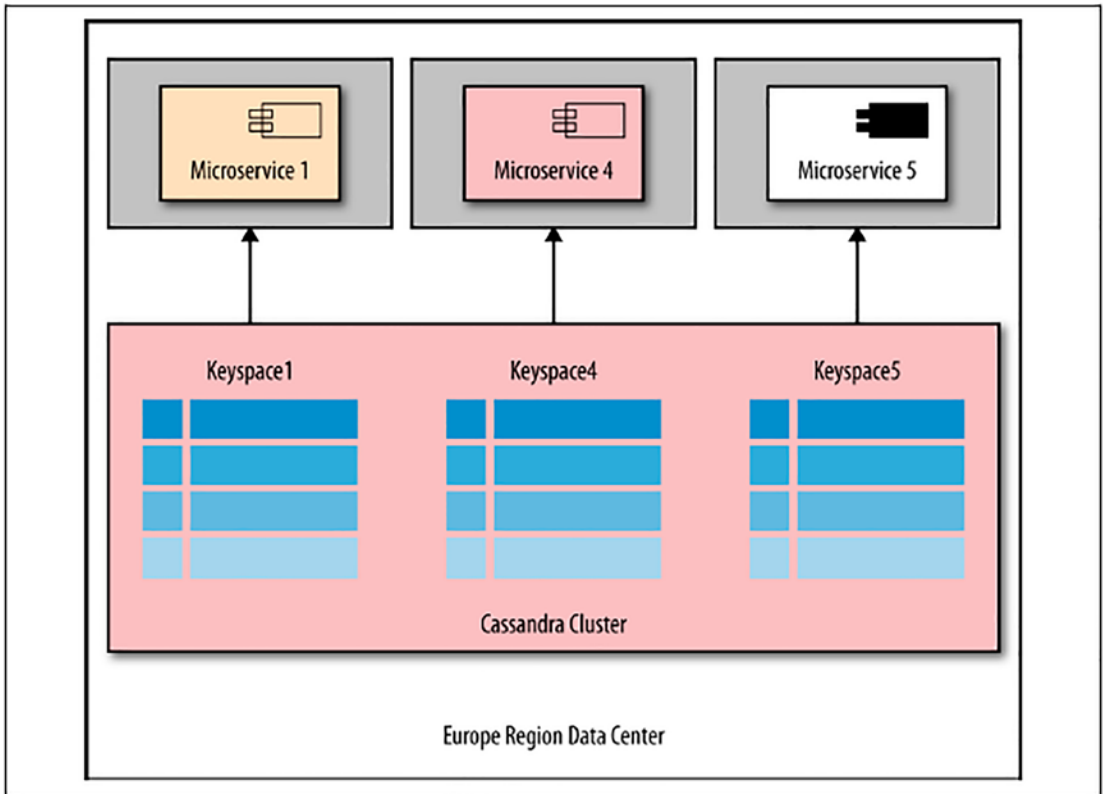 Microservice 1
Microservice 4
Microservice 5
Keyspace1
Keyspace4
Keyspace5
Cassandra Cluster
Europe Region Data Center